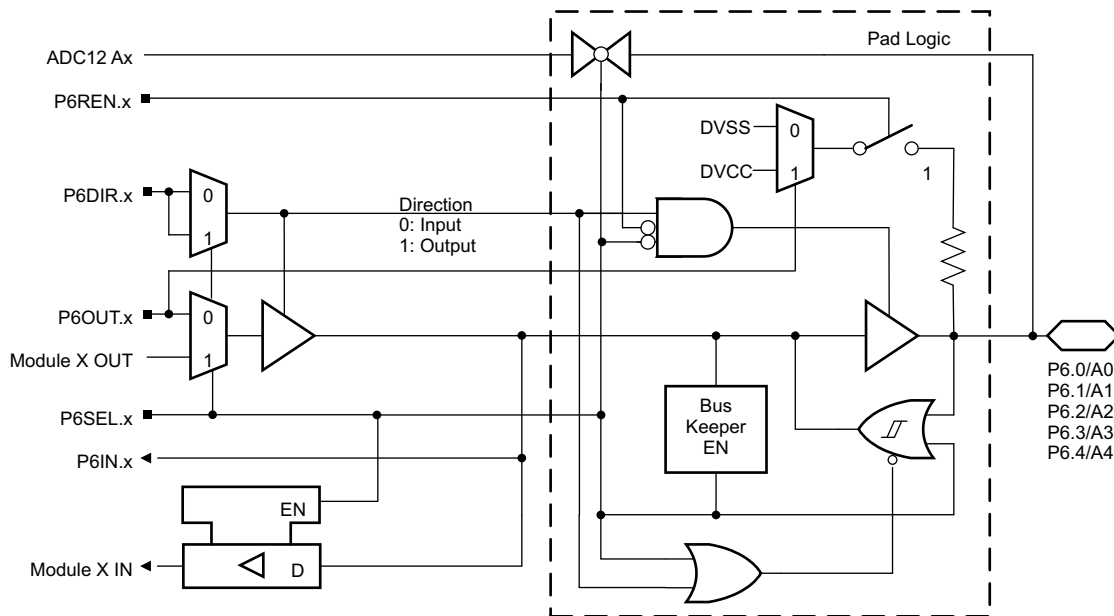 Pad Logic
ADC12 Ax
P6REN.x
DVSS
0
DVCC
1
1
P6DIR.x
0
1
Direction
0: Input
1: Output
P6OUT.x
0
Module X OUT
1
P6.0/A0
P6.1/A1
P6.2/A2
P6.3/A3
P6.4/A4
P6SEL.x
Bus
Keeper
EN
P6IN.x
EN
Module X IN
D